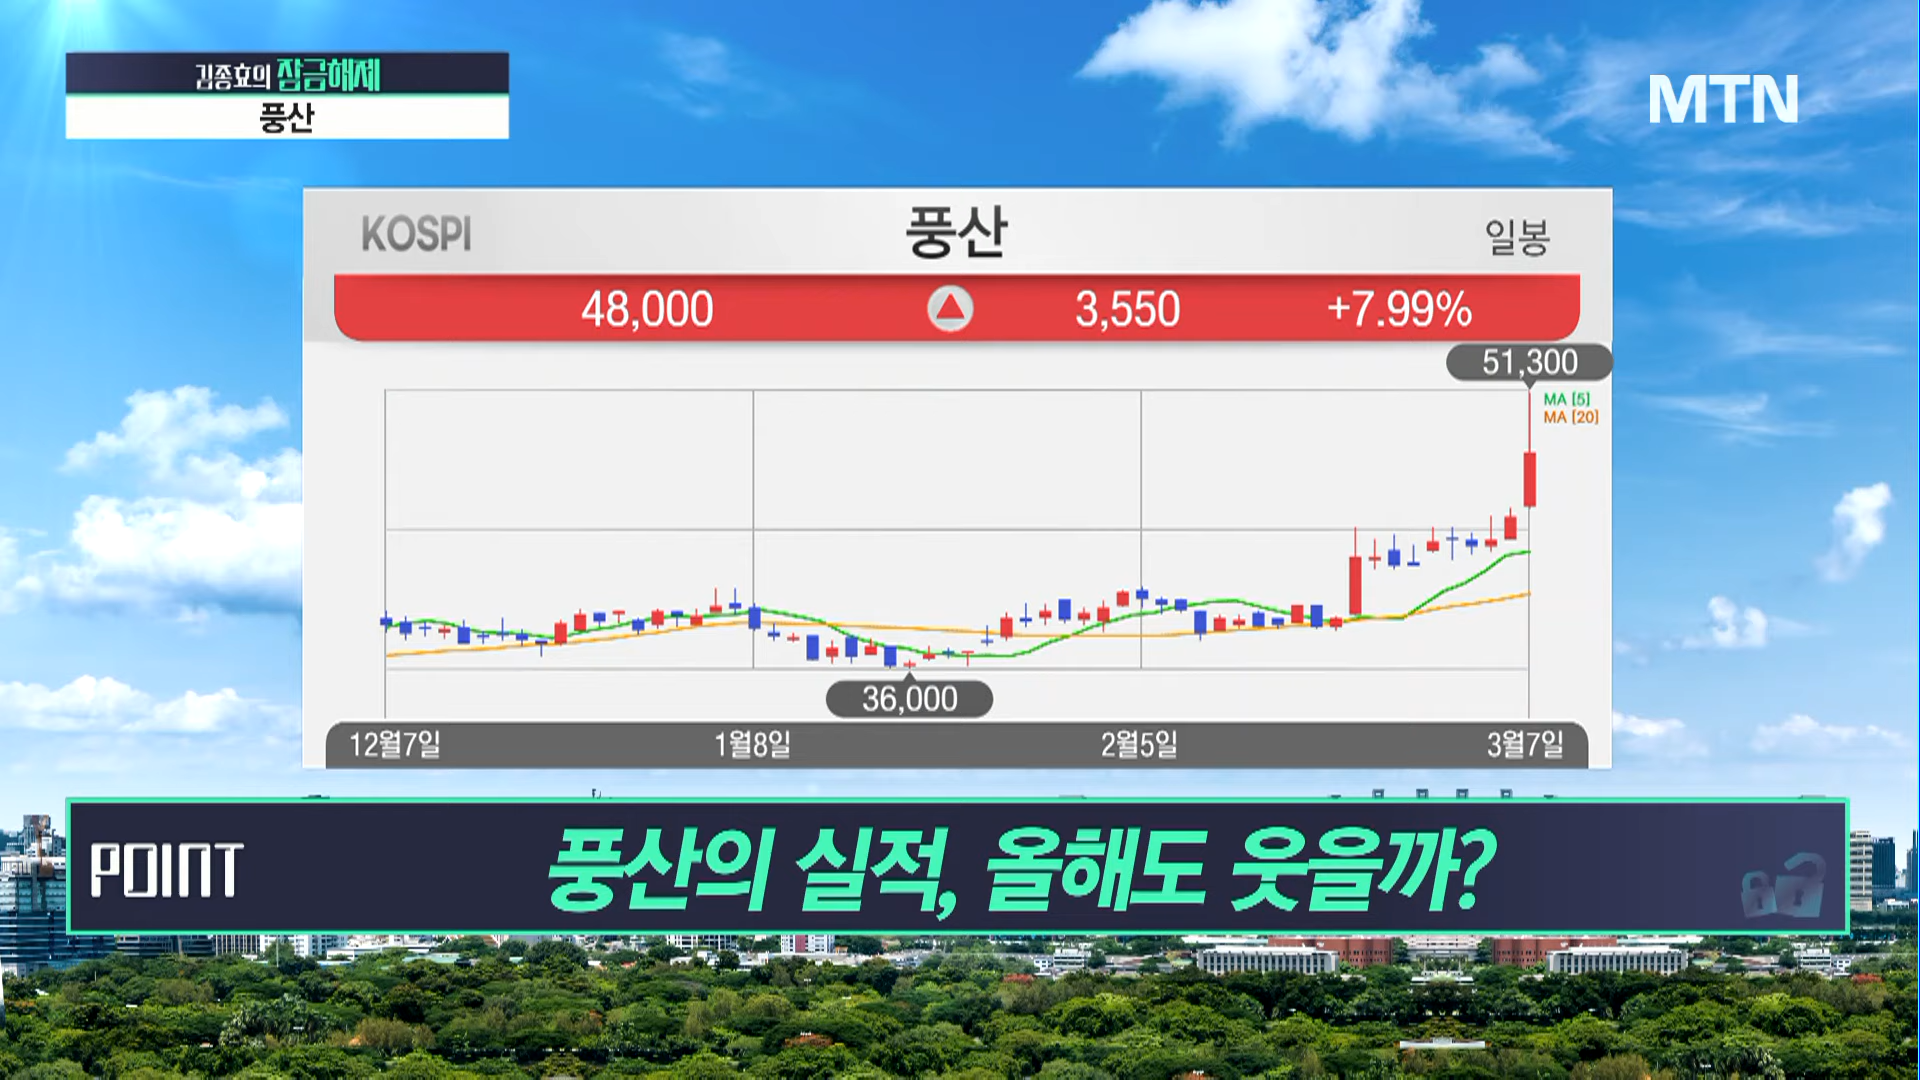 김종효의 잠금해제
풍산
MTN
KOSPI
풍산
일봉
48,000
3,550
+7.99%
51,300
MA [5]
MA [20]
36,000
12월7일
1월8일
2월5일
3월7일
POINT
풍산의 실적, 올해도 웃을까?